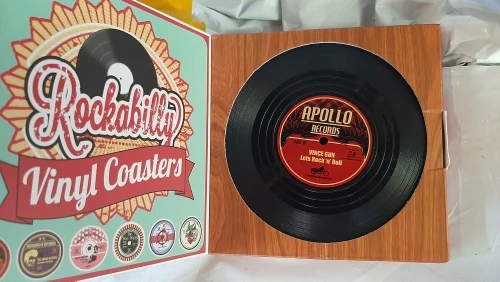 Rockabilly
Vinyl Coasters
APOLLO
RECORDS
VINCE GUN
Lets Rock 'n' Roll